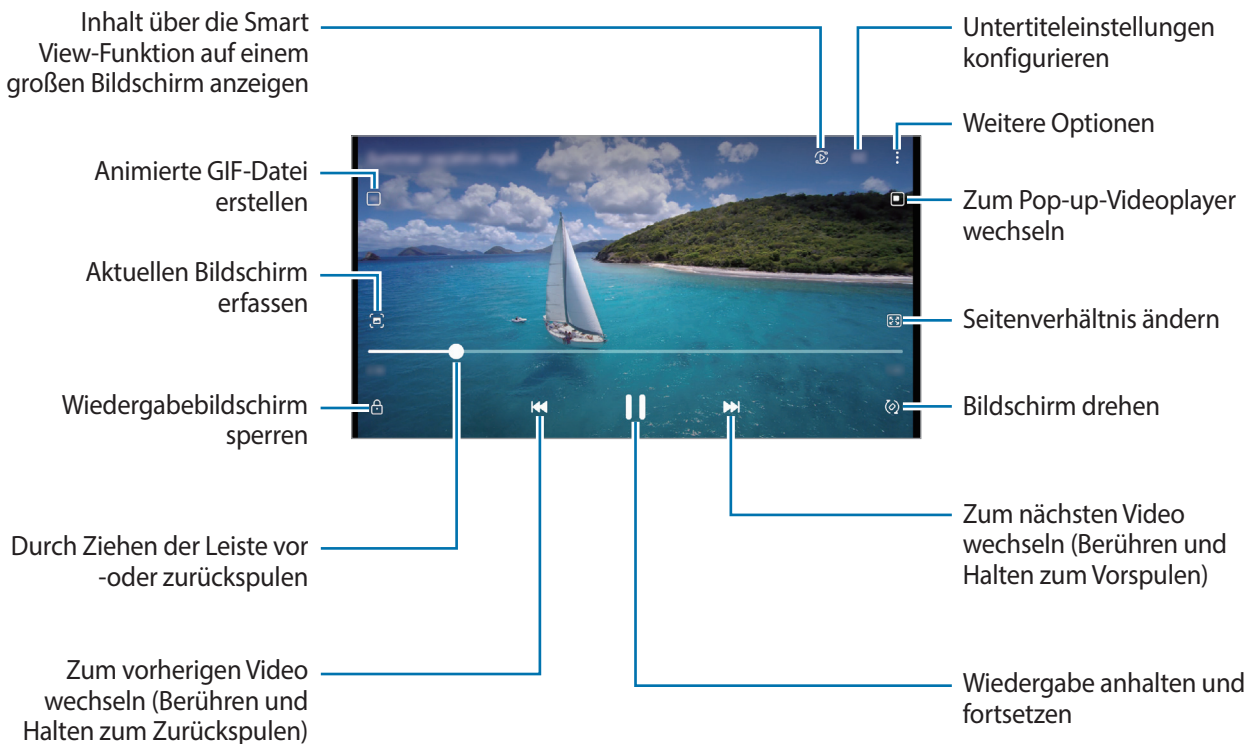 Inhalt über die Smart
View-Funktion auf einem
großen Bildschirm anzeigen
Animierte GIF-Datei
erstellen
Aktuellen Bildschirm
erfassen
Wiedergabebildschirm
sperren
Durch Ziehen der Leiste vor
-oder zurückspulen
Zum vorherigen Video
wechseln (Berühren und
Halten zum Zurückspulen)
Untertiteleinstellungen
konfigurieren
Weitere Optionen
Zum Pop-up-Videoplayer
wechseln
Seitenverhältnis ändern
Bildschirm drehen
Zum nächsten Video
wechseln (Berühren und
Halten zum Vorspulen)
Wiedergabe anhalten und
fortsetzen